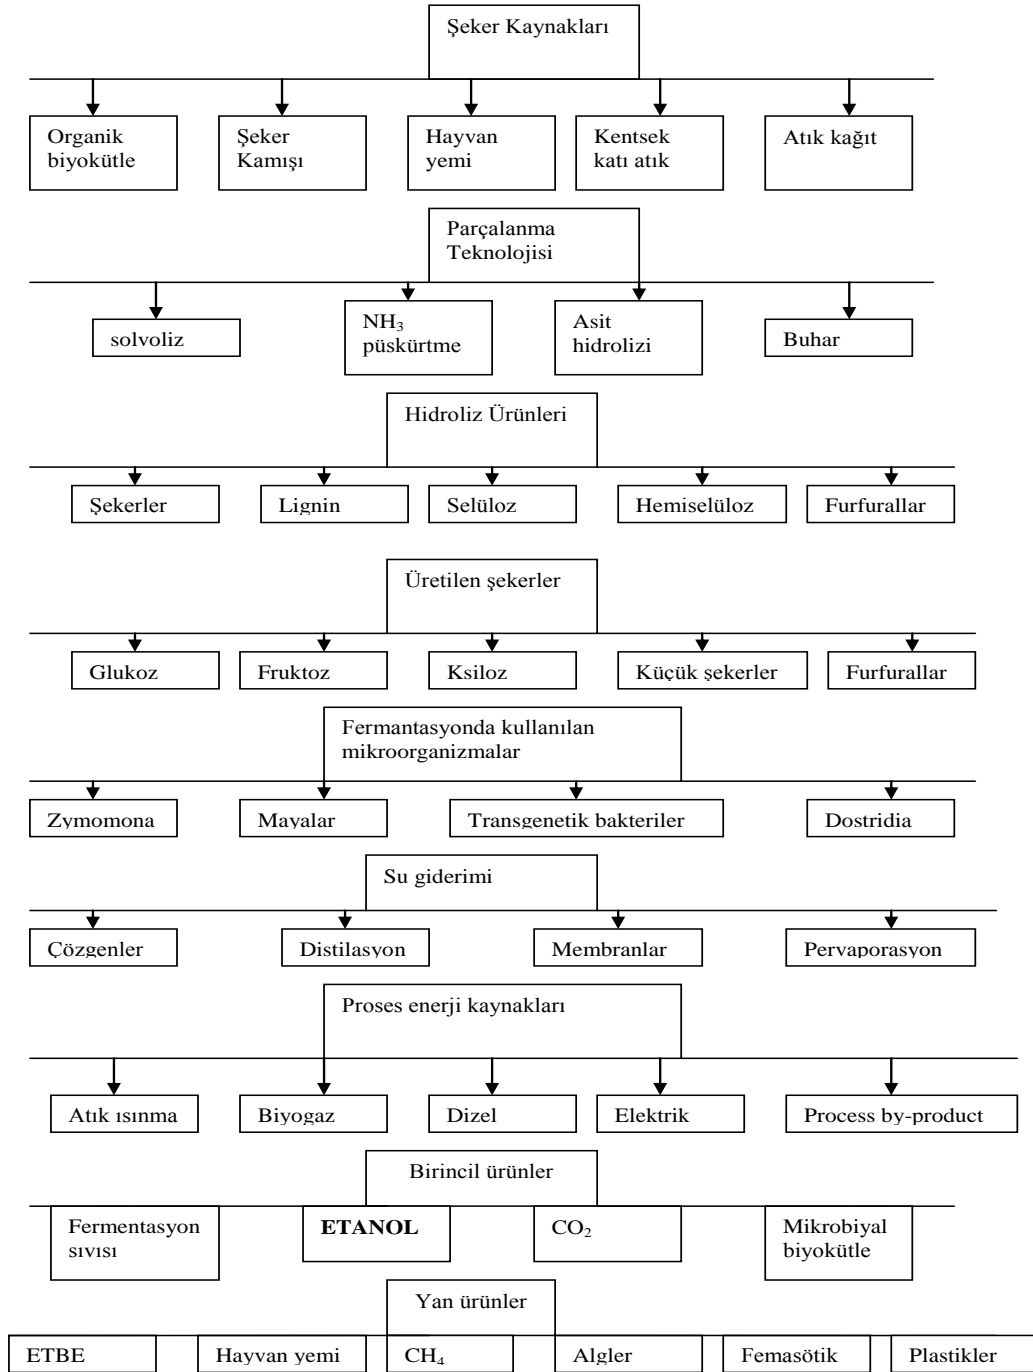 Şeker Kaynakları
Organik
biyokütle
Şeker
Kamışı
Hayvan
yemi
Kentsek
katı atık
Atık kağıt
Parçalanma
Teknolojisi
solvoliz
NH₃
püskürtme
Asit
hidrolizi
Buhar
Hidroliz Ürünleri
Şekerler
Lignin
Selüloz
Hemiselüloz
Furfurallar
Üretilen şekerler
Glukoz
Fruktoz
Ksiloz
Küçük şekerler
Furfurallar
Fermantasyonda kullanılan
mikroorganizmalar
Zymomona
Mayalar
Transgenetik bakteriler
Dostridia
Su giderimi
Çözgenler
Distilasyon
Membranlar
Pervaporasyon
Proses enerji kaynakları
Atık ısınma
Biyogaz
Dizel
Elektrik
Process by-product
Birincil ürünler
Fermentasyon
sıvısı
ETANOL
CO₂
Mikrobiyal
biyokütle
Yan ürünler
ETBE
Hayvan yemi
CH₄
Algler
Femasötik
Plastikler